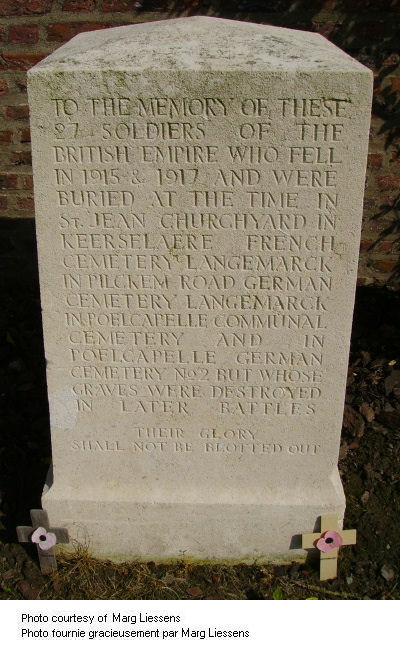 TO THE MEMORY OF THESE
87 SOLDIERS OF THE
BRITISH EMPIRE WHO FELL
IN 1915 & 1917 AND WERE
BURIED AT THE TIME IN
ST. JEAN CHURCHYARD IN
KEERSELAERE FRENCH
CEMETERY LANGEMARCK
IN PILCKEM ROAD GERMAN
CEMETERY LANGEMARCK
IN POELCAPELLE COMMUNAL
CEMETERY AND IN
POELCAPELLE GERMAN
CEMETERY No2 BUT WHOSE
GRAVES WERE DESTROYED
IN LATER BATTLES
THEIR GLORY
SHALL NOT BE BLOTTED OUT
Photo courtesy of Marg Liessens
Photo fournie gracieusement par Marg Liessens